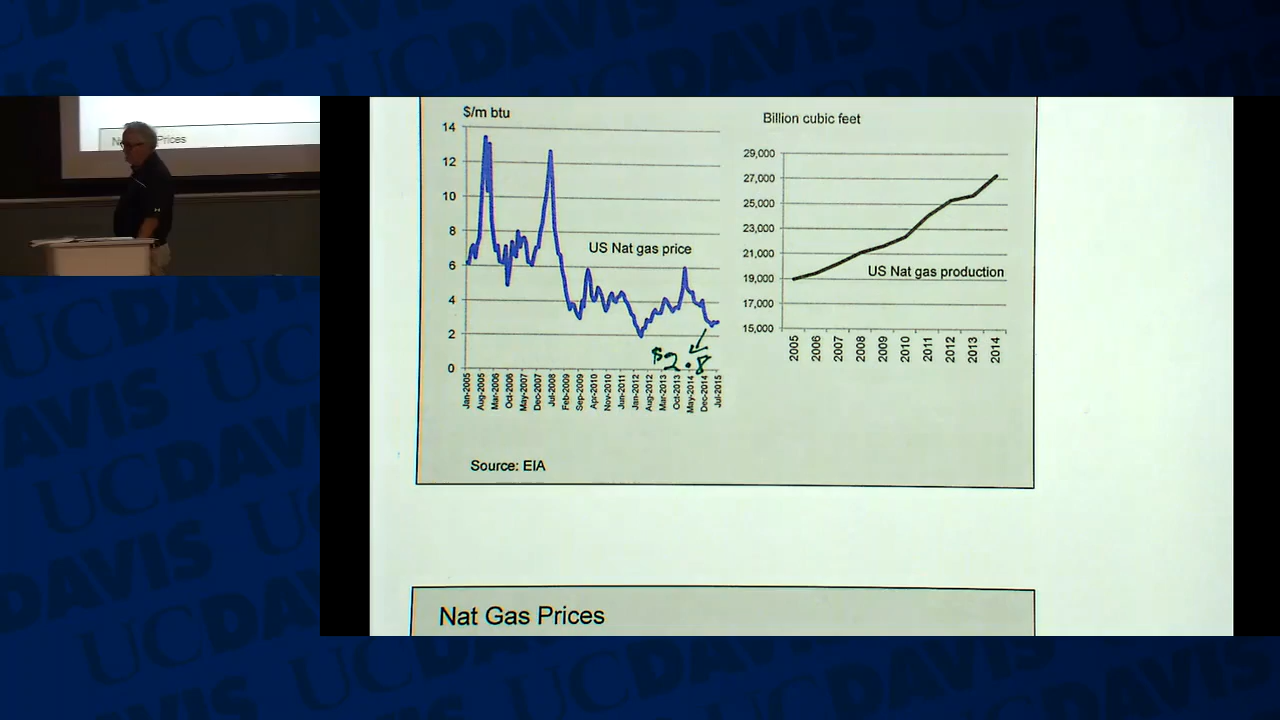 UCDAVIS
$/m btu
14
12
10
8
6
4
2
0
US Nat gas price
$2.8
Jan-2005
Aug-2005
Mar-2006
Oct-2006
May-2007
Dec-2007
Jul-2008
Feb-2009
Sep-2009
Apr-2010
Nov-2010
Jun-2011
Jan-2012
Aug-2012
Mar-2013
Oct-2013
May-2014
Dec-2014
Jul-2015
Source: EIA
Billion cubic feet
29,000
27,000
25,000
23,000
21,000
19,000
17,000
15,000
US Nat gas production
2005
2006
2007
2008
2009
2010
2011
2012
2013
2014
Nat Gas Prices